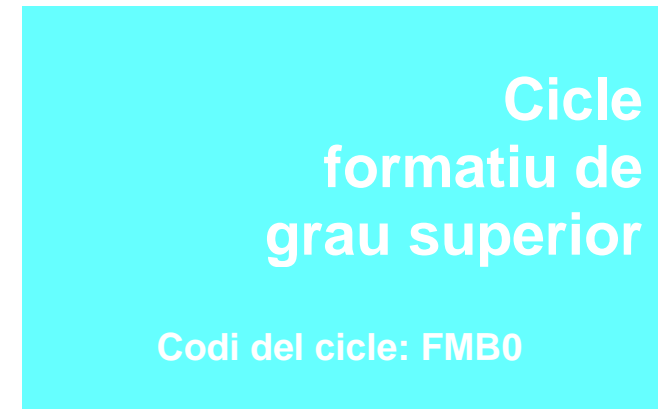 Cicle
formatiu de
grau superior
Codi del cicle: FMB0